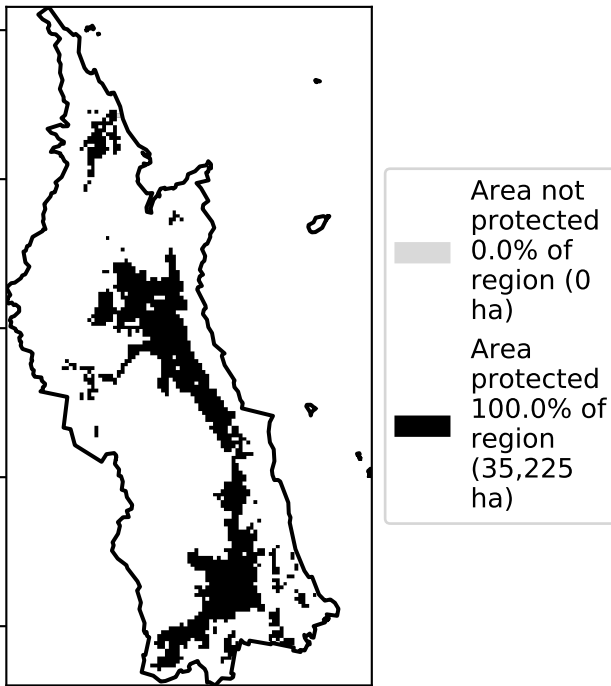 Area not
protected
0.0% of
region (0
ha)
Area
protected
100.0% of
region
(35,225
ha)